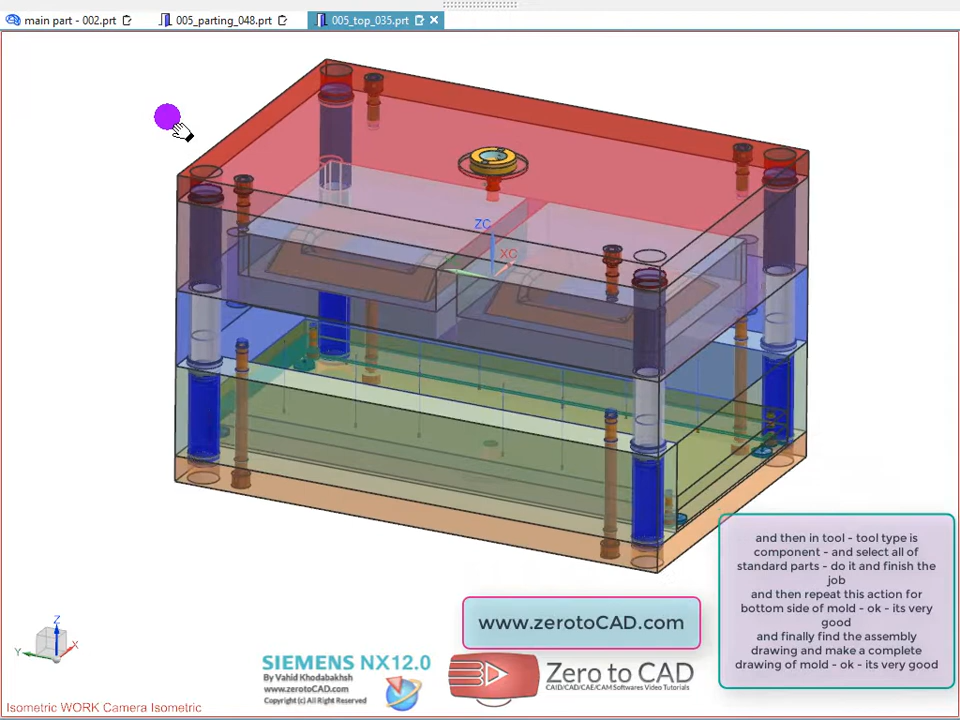 main part - 002.prt
005_parting_048.prt
005_top_035.prt
ZC
XC
and then in tool - tool type is
component - and select all of
standard parts - do it and finish the
job
and then repeat this action for
bottom side of mold - ok - its very
good
and finally find the assembly
drawing and make a complete
drawing of mold - ok - its very good
www.zerotoCAD.com
Z
Y
X
SIEMENS NX12.0
By Vahid Khodabakhsh
www.zerotocad.com
Copyright (c) All Right Reserved
Zero to CAD
CAID/CAD/CAE/CAM Softwares Video Tutorials
Isometric WORK Camera Isometric